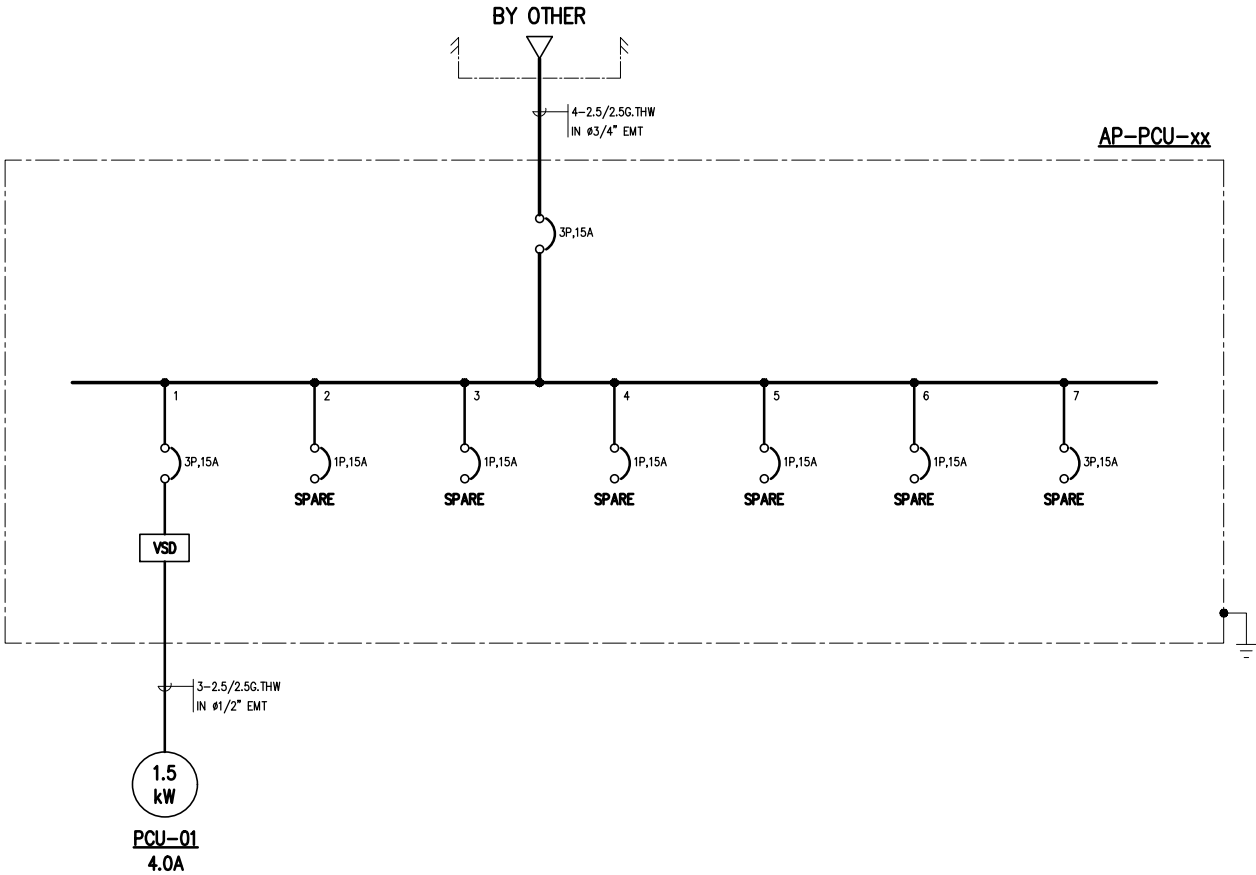 BY OTHER
4-2.5/2.5G.THW
IN ø3/4" EMT
AP-PCU-xx
3P,15A
1
2
3
4
5
6
7
3P,15A
1P,15A
1P,15A
1P,15A
1P,15A
1P,15A
3P,15A
SPARE
SPARE
SPARE
SPARE
SPARE
SPARE
VSD
3-2.5/2.5G.THW
IN ø1/2" EMT
1.5
kW
PCU-01
4.0A